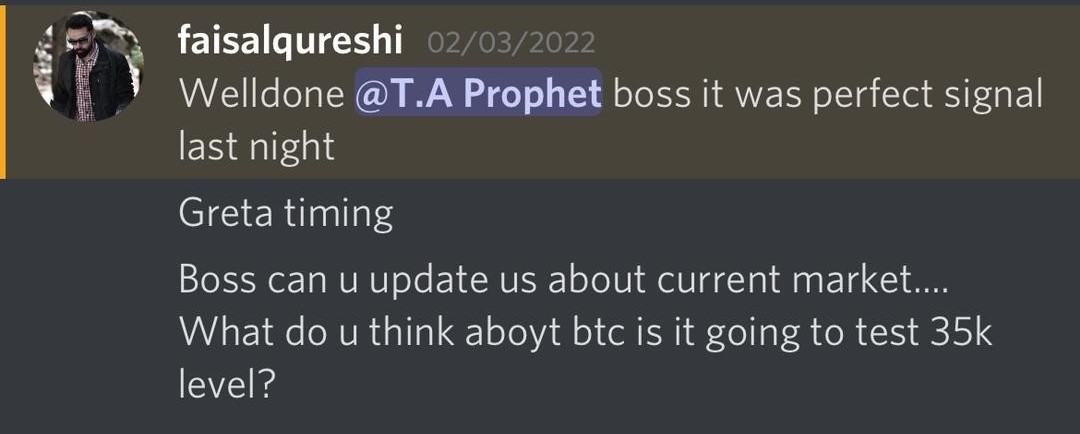 faisalqureshi 02/03/2022
Welldone @T.A Prophet boss it was perfect signal
last night
Greta timing
Boss can u update us about current market....
What do u think aboyt btc is it going to test 35k
level?